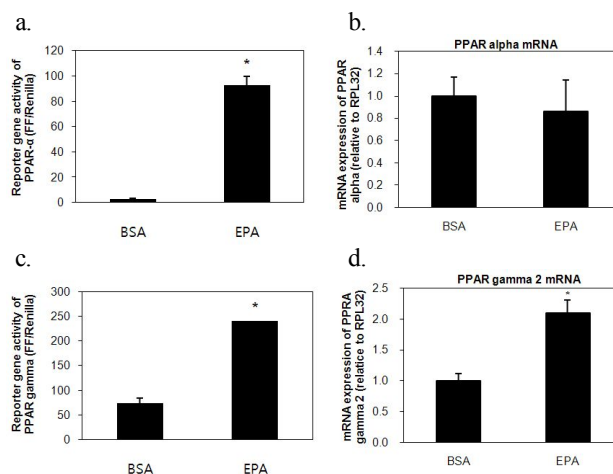 a.
Reporter gene activity of
PPAR-α (FF/Renilla)
120
100
80
60
40
20
0
*
BSA
EPA
b.
PPAR alpha mRNA
mRNA expression of PPAR
alpha (relative to RPL32)
1.4
1.2
1.0
0.8
0.6
0.4
0.2
0.0
BSA
EPA
c.
Reporter gene activity of
PPAR gamma (FF/Renilla)
300
250
200
150
100
50
0
*
BSA
EPA
d.
PPAR gamma 2 mRNA
mRNA expression of PPRA
gamma 2 (relatice to RPL32)
2.5
2.0
1.5
1.0
0.5
0.0
*
BSA
EPA